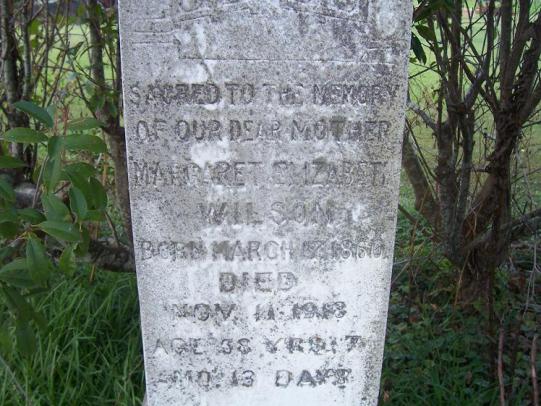 SACRED TO THE MEMORY
OF OUR DEAR MOTHER
MARGARET ELIZABETH
WILSON
BORN MARCH
DIED
NOV. 11, 1918
AGE YRS. 7
MO. 13 DAYS